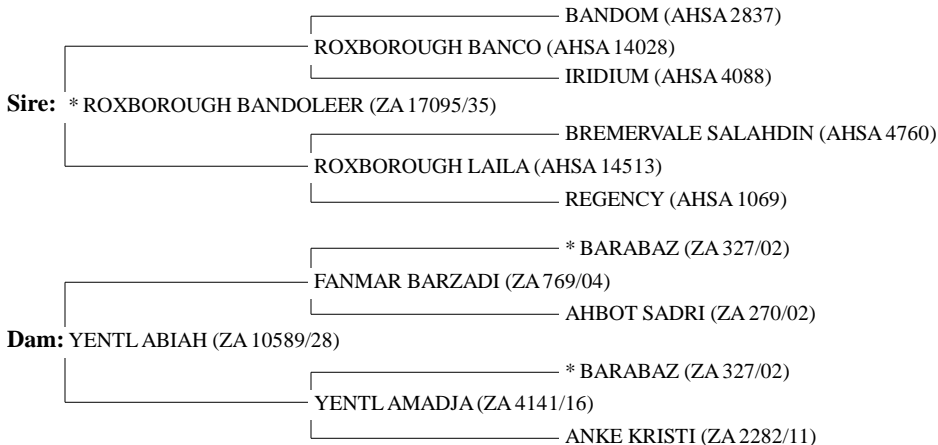 BANDOM (AHSA 2837)
ROXBOROUGH BANCO (AHSA 14028)
IRIDIUM (AHSA 4088)
Sire: * ROXBOROUGH BANDOLEER (ZA 17095/35)
BREMERVALE SALAHDIN (AHSA 4760)
ROXBOROUGH LAILA (AHSA 14513)
REGENCY (AHSA 1069)
* BARABAZ (ZA 327/02)
FANMAR BARZADI (ZA 769/04)
AHBOT SADRI (ZA 270/02)
Dam: YENTL ABIAH (ZA 10589/28)
* BARABAZ (ZA 327/02)
YENTL AMADJA (ZA 4141/16)
ANKE KRISTI (ZA 2282/11)